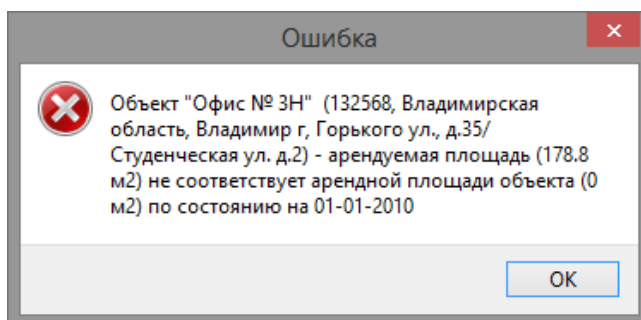 Ошибка
Объект "Офис № 3Н"  (132568, Владимирская
область, Владимир г, Горького ул., д.35/
Студенческая ул. д.2) - арендуемая площадь (178.8
м2) не соответствует арендной площади объекта (0
м2) по состоянию на 01-01-2010
ОК